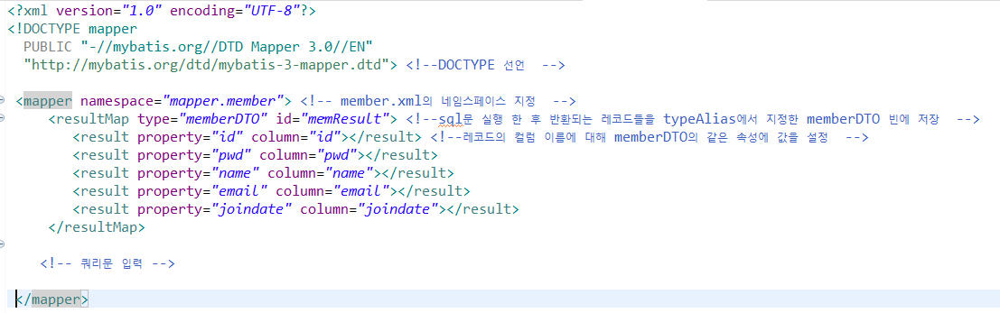 <?xml version="1.0" encoding="UTF-8"?>
<!DOCTYPE mapper
PUBLIC "-//mybatis.org//DTD Mapper 3.0//EN"
"http://mybatis.org/dtd/mybatis-3-mapper.dtd"> <!--DOCTYPE 선언  -->
<mapper namespace="mapper.member"> <!-- member.xml의 네임스페이스 지정  -->
<resultMap type="memberDTO" id="memResult"> <!--sql문 실행 한 후 반환되는 레코드들을 typeAlias에서 지정한 memberDTO 빈에 저장  -->
<result property="id" column="id"></result> <!--레코드의 컬럼 이름에 대해 memberDTO의 같은 속성에 값을 설정  -->
<result property="pwd" column="pwd"></result>
<result property="name" column="name"></result>
<result property="email" column="email"></result>
<result property="joindate" column="joindate"></result>
</resultMap>
<!-- 쿼리문 입력 -->
</mapper>